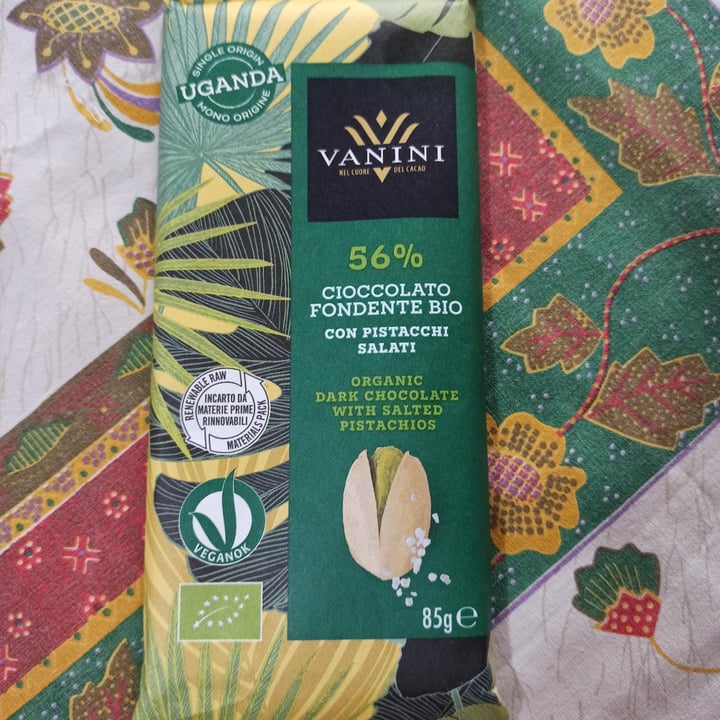 SINGLE ORIGIN
UGANDA
MONO ORIGINE
VANINI
NEL CUORE DEL CACAO
56%
CIOCCOLATO
FONDENTE BIO
CON PISTACCHI
SALATI
ORGANIC
DARK CHOCOLATE
WITH SALTED
PISTACHIOS
RENEWABLE RAW
INCARTO DA
MATERIE PRIME
RINNOVABILI
MATERIALS PACK
VEGANOK
85g ℮